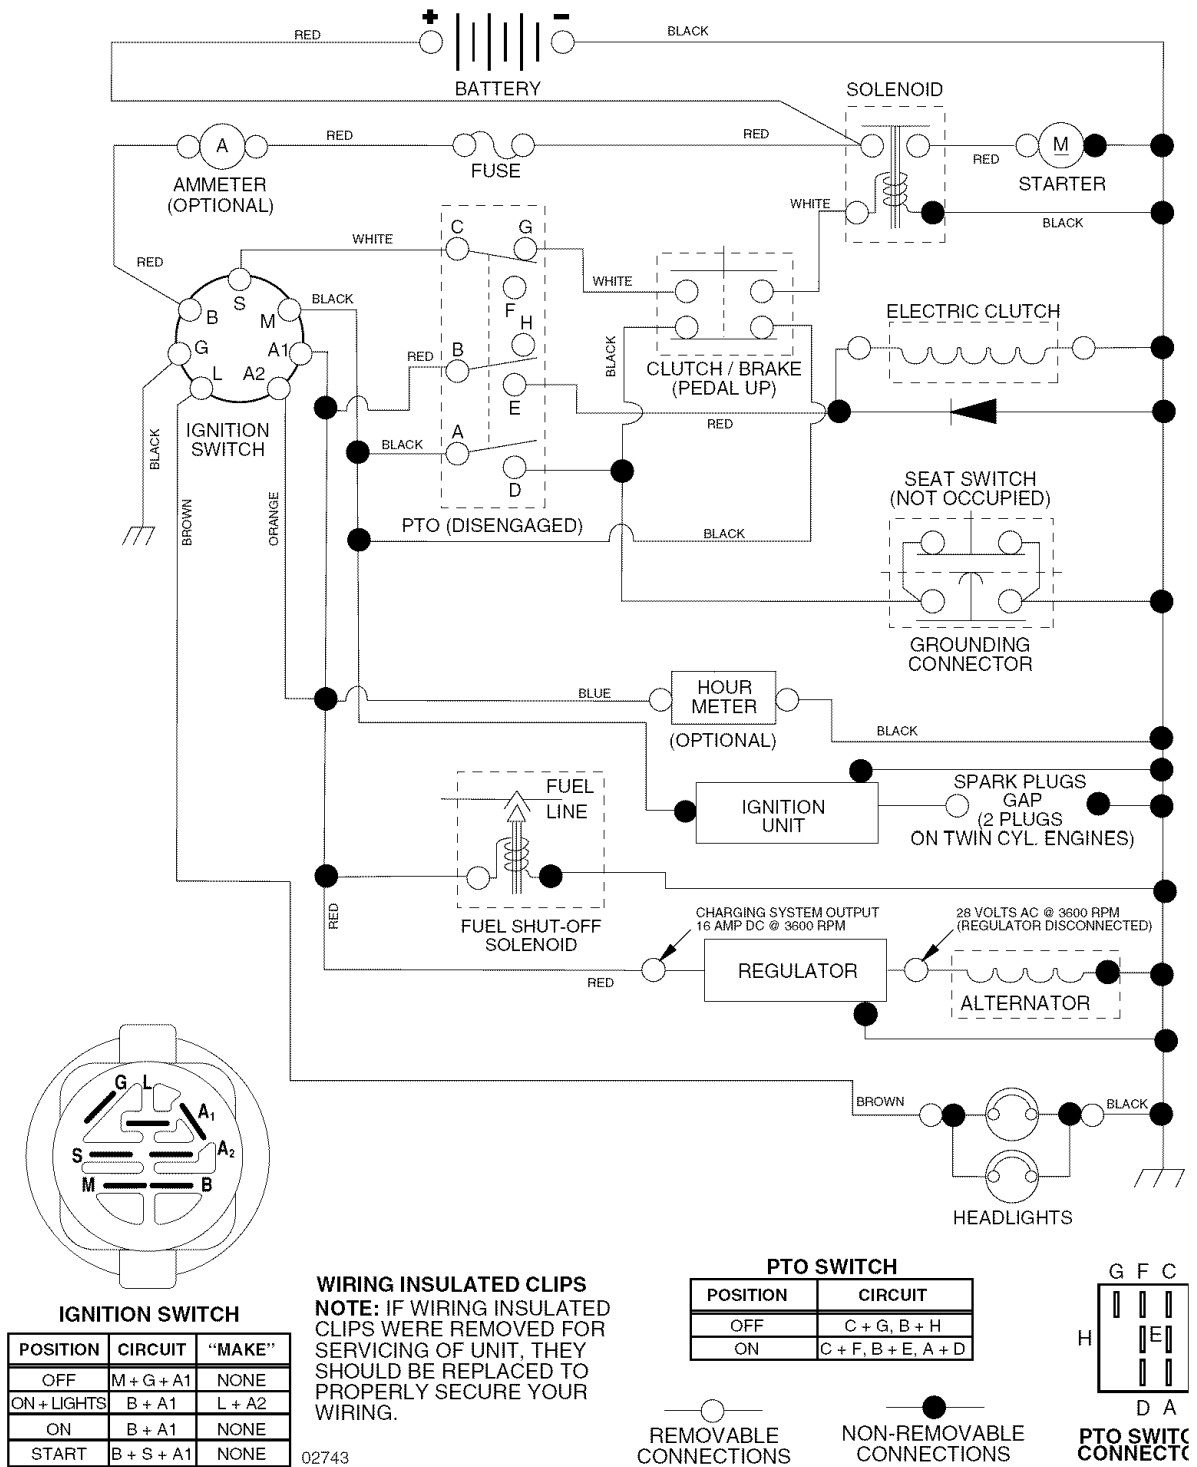 + -
RED
BLACK
BATTERY
SOLENOID
A
RED
RED
RED
M
FUSE
STARTER
AMMETER
(OPTIONAL)
WHITE
BLACK
C G
WHITE
RED
WHITE
F
S
BLACK
B
M
H
ELECTRIC CLUTCH
G
A1
RED
B
BLACK
CLUTCH / BRAKE
(PEDAL UP)
L A2
E
RED
IGNITION
SWITCH
A
BLACK
BLACK
D
SEAT SWITCH
(NOT OCCUPIED)
BROWN
ORANGE
PTO (DISENGAGED)
BLACK
GROUNDING
CONNECTOR
BLUE
HOUR
METER
(OPTIONAL)
BLACK
FUEL
LINE
IGNITION
UNIT
SPARK PLUGS
GAP
(2 PLUGS
ON TWIN CYL. ENGINES)
RED
FUEL SHUT-OFF
SOLENOID
CHARGING SYSTEM OUTPUT
16 AMP DC @ 3600 RPM
28 VOLTS AC @ 3600 RPM
(REGULATOR DISCONNECTED)
RED
REGULATOR
ALTERNATOR
BROWN
BLACK
HEADLIGHTS
G L
A1
A2
S
M B
IGNITION SWITCH
POSITION CIRCUIT "MAKE"
OFF M + G + A1 NONE
ON + LIGHTS B + A1 L + A2
ON B + A1 NONE
START B + S + A1 NONE
WIRING INSULATED CLIPS
NOTE: IF WIRING INSULATED
CLIPS WERE REMOVED FOR
SERVICING OF UNIT, THEY
SHOULD BE REPLACED TO
PROPERLY SECURE YOUR
WIRING.
02743
PTO SWITCH
POSITION CIRCUIT
OFF C + G, B + H
ON C + F, B + E, A + D
REMOVABLE
CONNECTIONS
NON-REMOVABLE
CONNECTIONS
G F C
H E
D A
PTO SWITC
CONNECTO